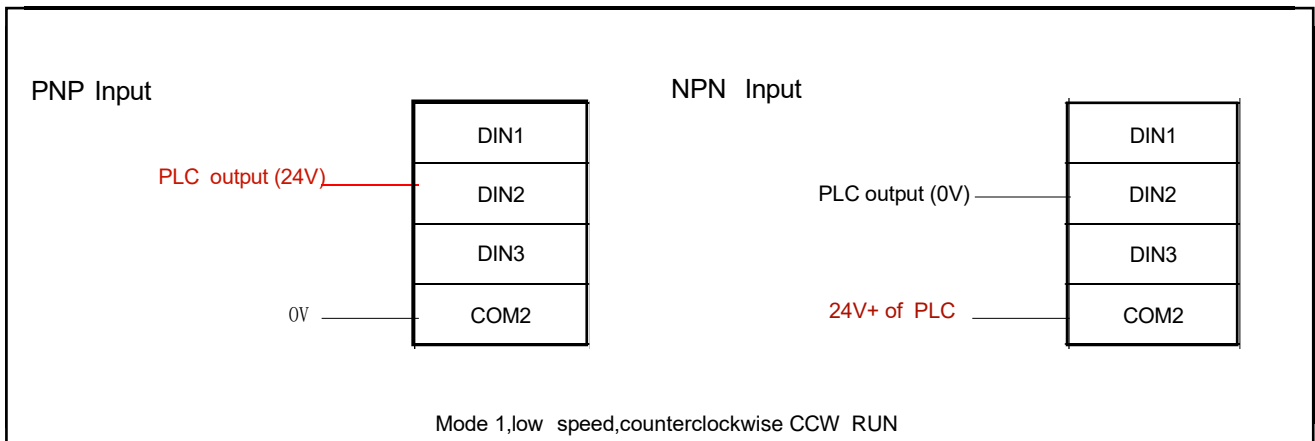 PNP Input
DIN1
PLC output (24V)
DIN2
DIN3
0V
COM2
NPN Input
DIN1
PLC output (0V)
DIN2
DIN3
24V+ of PLC
COM2
Mode 1,low speed,counterclockwise CCW RUN